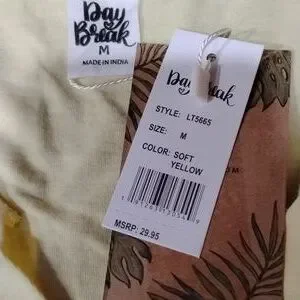 Day
Break
M
MADE IN INDIA
Day
Break
STYLE: LT5665
SIZE: M
COLOR: SOFT
YELLOW
MSRP: 29.95